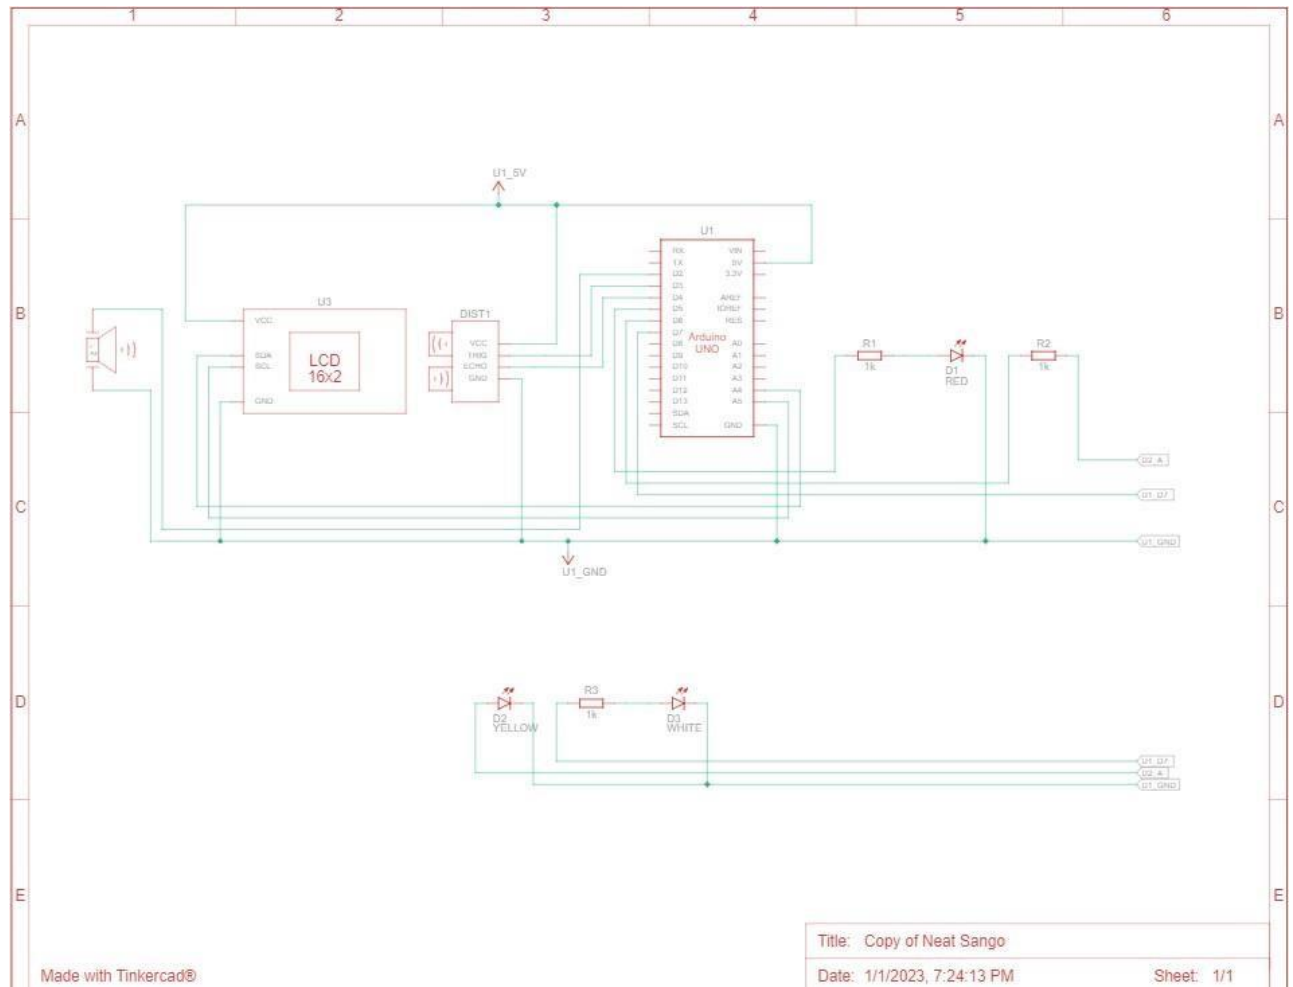 1 2 3 4 5 6
A A
U1_5V
U1
RX VIN
TX 5V
D2 3.3V
D3
D4 AREF
D5 IOREF
D6 RES
D7
D8 A0
D9 A1
D10 A2
D11 A3
D12 A4
D13 A5
SDA
SCL GND
Arduino
UNO
B B
U3
VCC
SDA
SCL
GND
LCD
16x2
DIST1
VCC
TRIG
ECHO
GND
R1
1k
D1
RED
R2
1k
D2_A
U1_D7
C C
U1_GND
U1_GND
D D
D2
YELLOW
R3
1k
D3
WHITE
U1_D7
D2_A
U1_GND
E E
Title: Copy of Neat Sango
Made with Tinkercad®
Date: 1/1/2023, 7:24:13 PM Sheet: 1/1